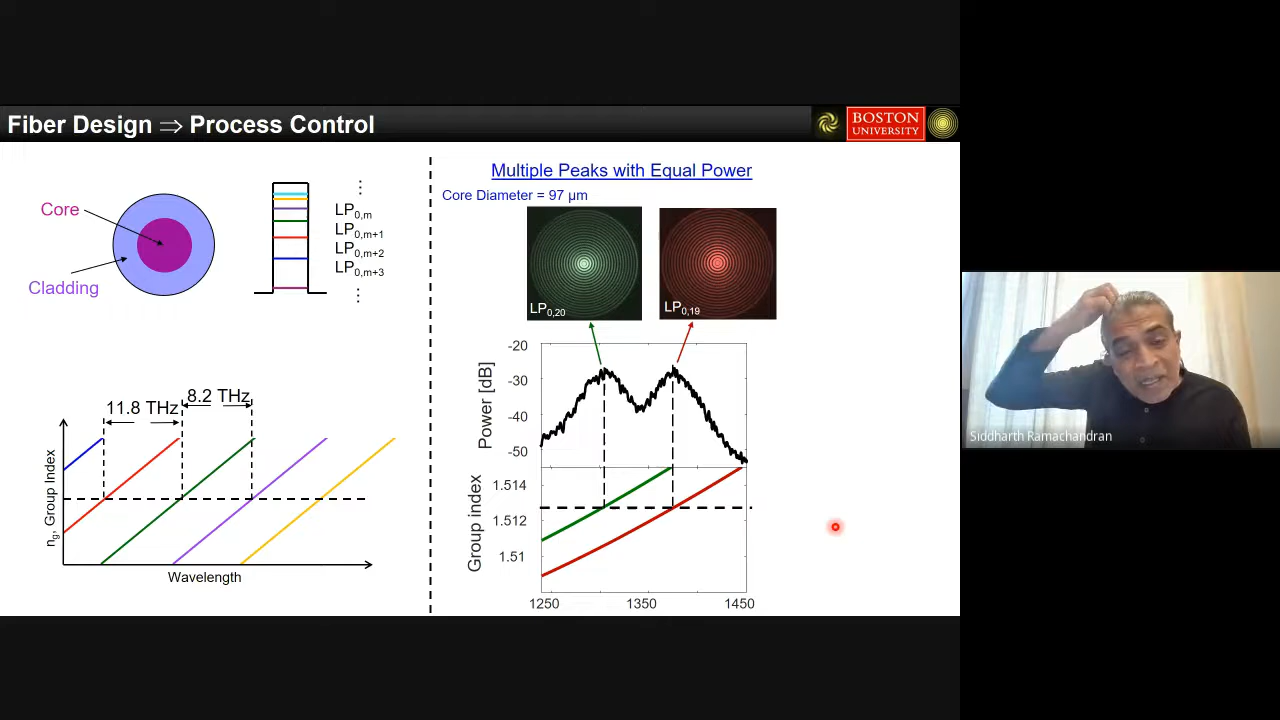 Fiber Design ⇒ Process Control
BOSTON
UNIVERSITY
Core
Cladding
LP0,m
LP0,m+1
LP0,m+2
LP0,m+3
11.8 THz
8.2 THz
ng, Group Index
Wavelength
Multiple Peaks with Equal Power
Core Diameter = 97 μm
LP0,20
LP0,19
Power [dB]
-20
-30
-40
-50
Group index
1.514
1.512
1.51
1250
1350
1450
Siddharth Ramachandran